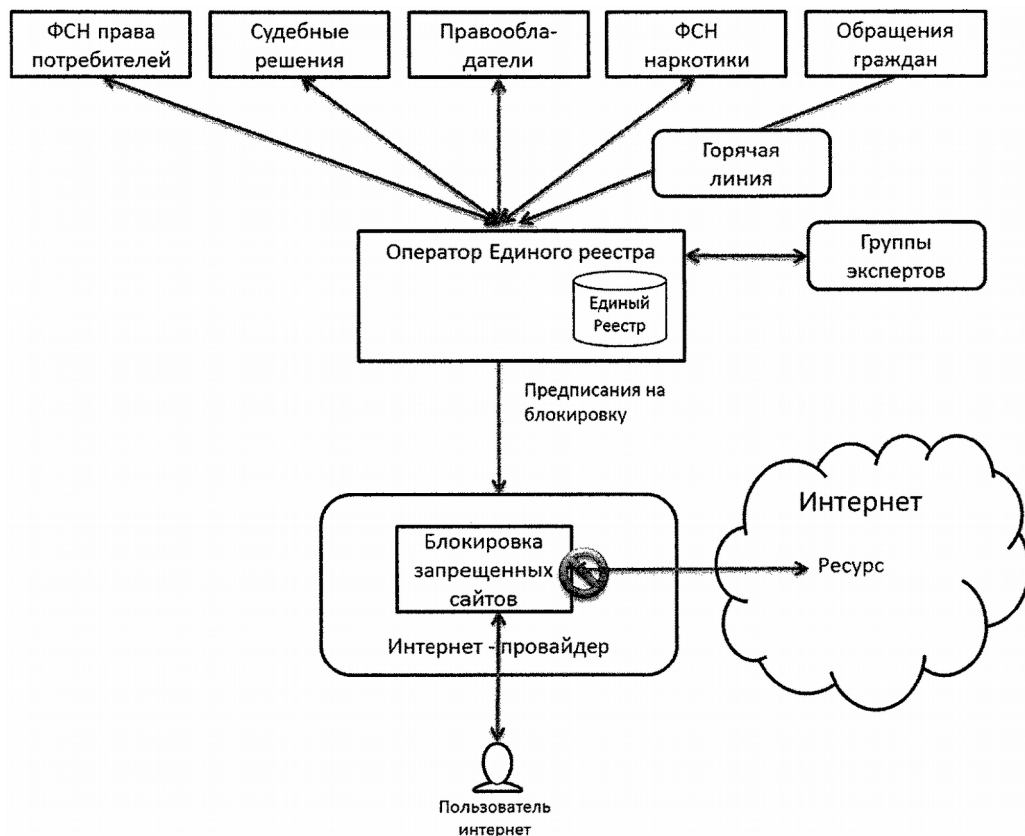 ФСН права
потребителей
Судебные
решения
Правообла-
датели
ФСН
наркотики
Обращения
граждан
Горячая
линия
Оператор Единого реестра
Группы
экспертов
Единый
Реестр
Предписания на
блокировку
Интернет
Блокировка
запрещенных
сайтов
Ресурс
Интернет - провайдер
Пользователь
интернет